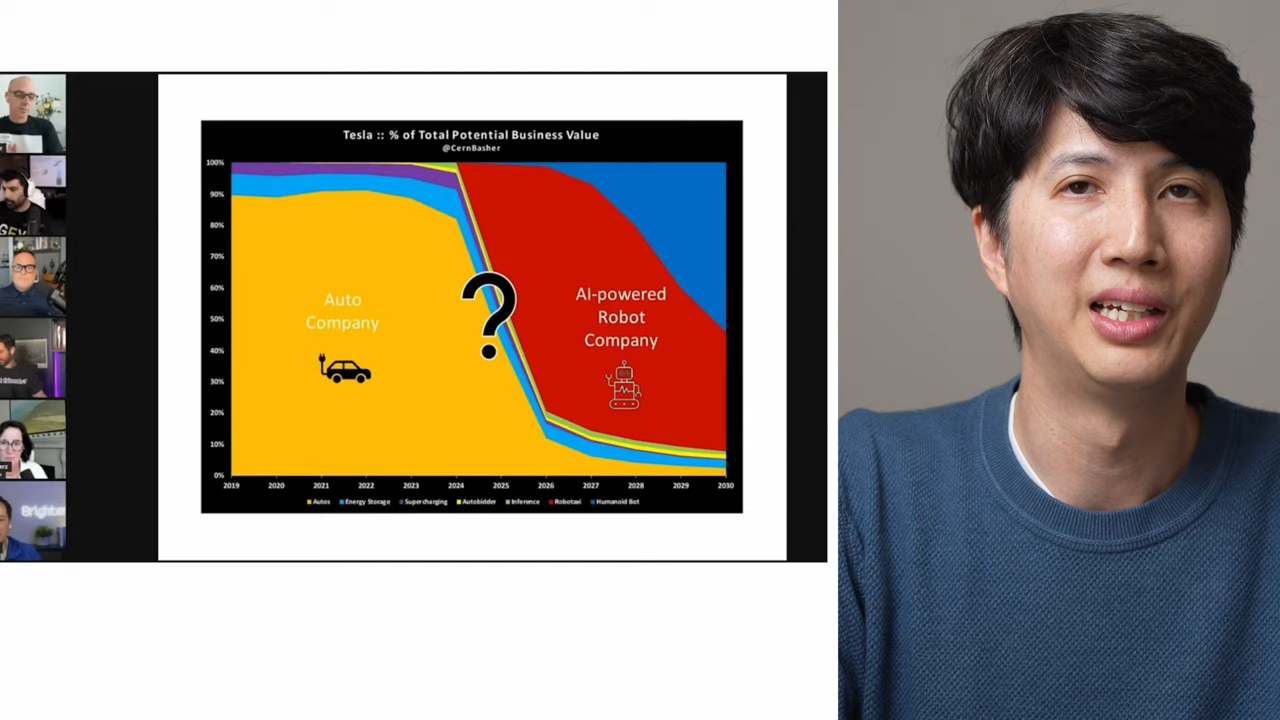 Tesla :: % of Total Potential Business Value
@CernBasher
100%
90%
80%
70%
60%
50%
40%
30%
20%
10%
0%
Auto
Company
?
AI-powered
Robot
Company
2019 2020 2021 2022 2023 2024 2025 2026 2027 2028 2029 2030
Autos Energy Storage Supercharging Autobidder Inference Robotaxi Humanoid Bot